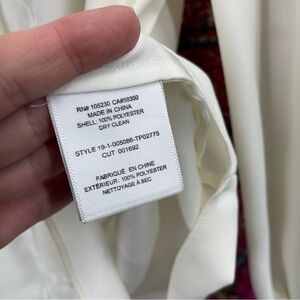 RN# 105230 CA#58350
MADE IN CHINA
SHELL: 100% POLYESTER
DRY CLEAN
STYLE 19-1-005086-TP02775
CUT 001692
FABRIQUÉ EN CHINE
EXTÉRIEUR : 100% POLYESTER
NETTOYAGE À SEC